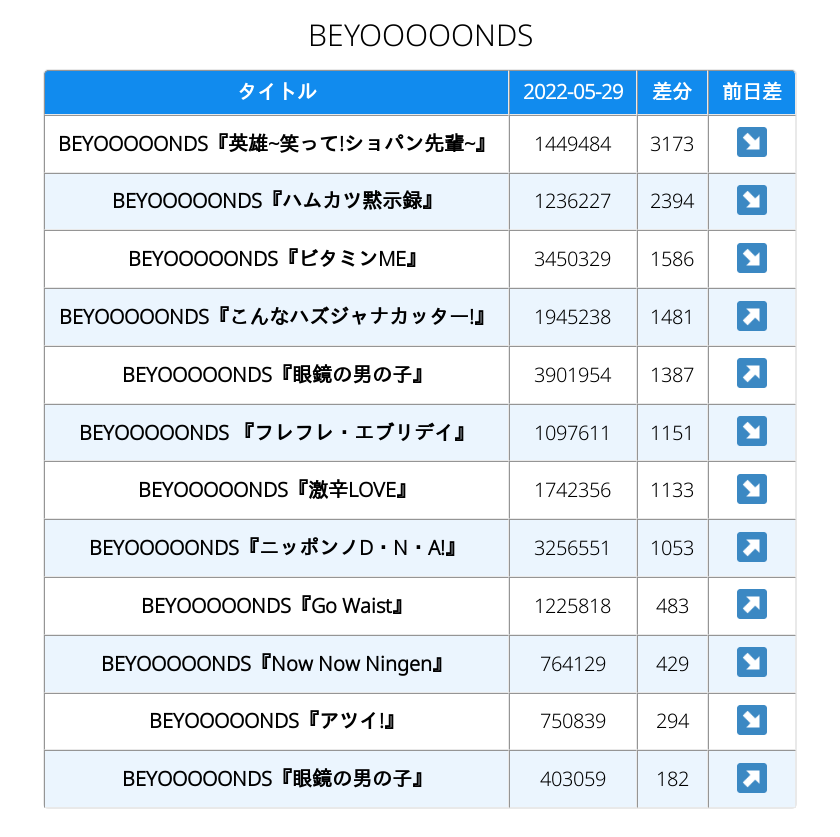 BEYOOOOONDS
タイトル 2022-05-29 差分 前日差
BEYOOOOONDS『英雄~笑って!ショパン先輩~』 1449484 3173 ↘
BEYOOOOONDS『ハムカツ黙示録』 1236227 2394 ↘
BEYOOOOONDS『ビタミンME』 3450329 1586 ↘
BEYOOOOONDS『こんなハズジャナカッター!』 1945238 1481 ↗
BEYOOOOONDS『眼鏡の男の子』 3901954 1387 ↗
BEYOOOOONDS 『フレフレ・エブリデイ』 1097611 1151 ↘
BEYOOOOONDS『激辛LOVE』 1742356 1133 ↘
BEYOOOOONDS『ニッポンノD・N・A!』 3256551 1053 ↗
BEYOOOOONDS『Go Waist』 1225818 483 ↗
BEYOOOOONDS『Now Now Ningen』 764129 429 ↘
BEYOOOOONDS『アツイ!』 750839 294 ↘
BEYOOOOONDS『眼鏡の男の子』 403059 182 ↗